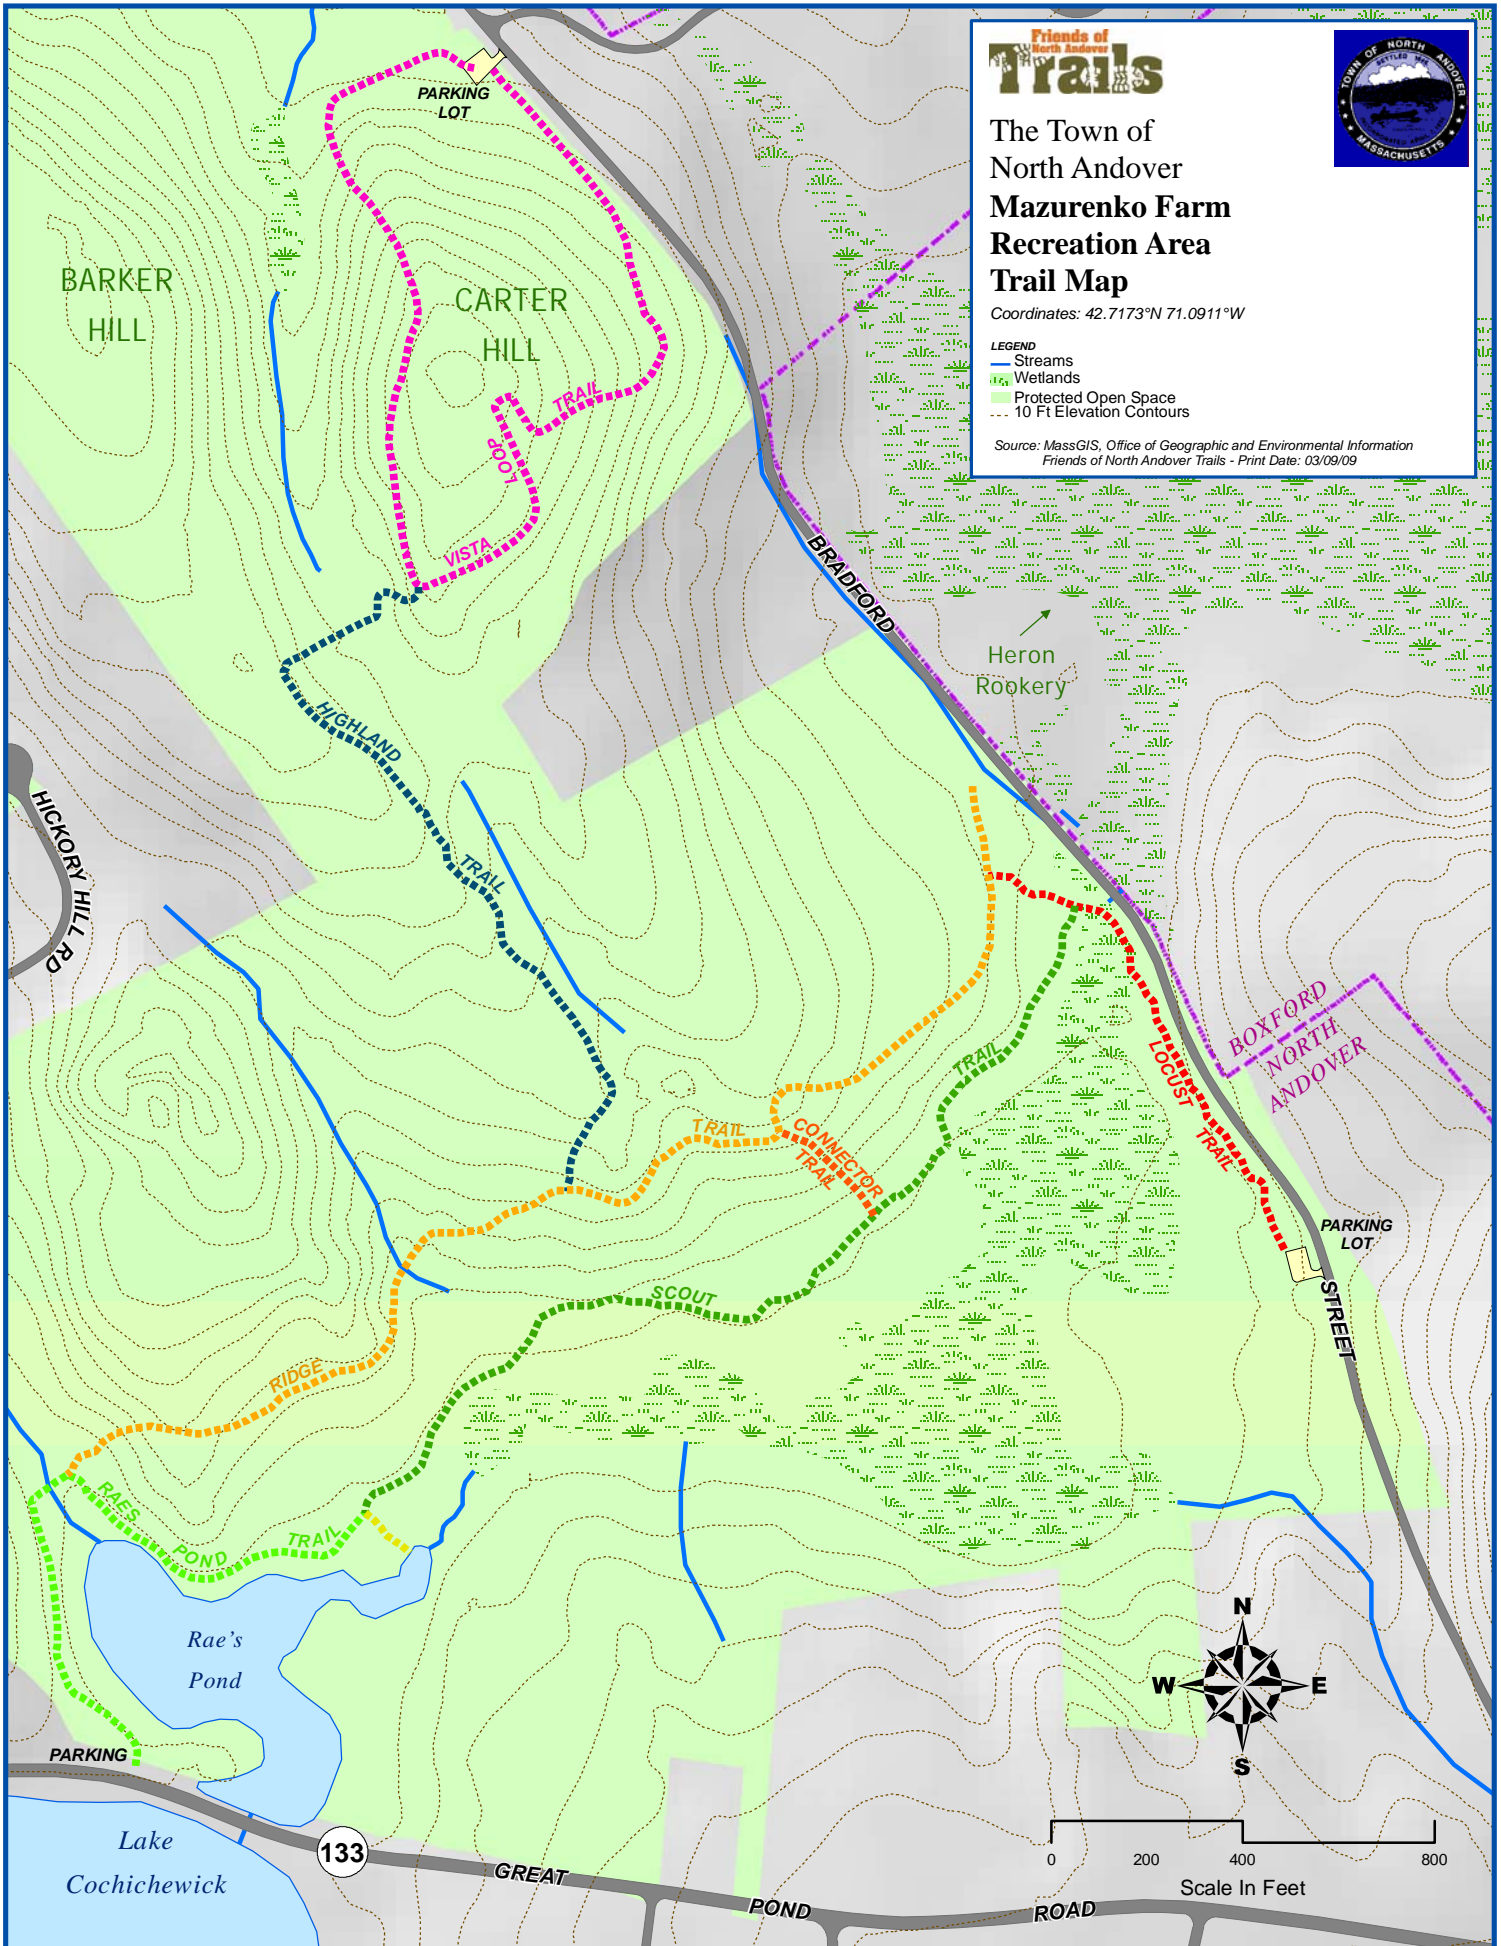 Friends of
North Andover
Trails
The Town of
North Andover
Mazurenko Farm
Recreation Area
Trail Map
Coordinates: 42.7173°N 71.0911°W
LEGEND
Streams
Wetlands
Protected Open Space
10 Ft Elevation Contours
Source: MassGIS, Office of Geographic and Environmental Information
Friends of North Andover Trails - Print Date: 03/09/09
TOWN OF NORTH ANDOVER
MASSACHUSETTS
PARKING
LOT
BARKER
HILL
CARTER
HILL
VISTA
LOOP
TRAIL
BRADFORD
Heron
Rookery
HIGHLAND
TRAIL
HICKORY HILL RD
BOXFORD
NORTH
ANDOVER
LOCUST
TRAIL
TRAIL
CONNECTOR
TRAIL
TRAIL
SCOUT
RIDGE
PARKING
LOT
STREET
RAES
POND
TRAIL
Rae's
Pond
PARKING
Lake
Cochichewick
133
GREAT
POND
ROAD
N
W
E
S
0
200
400
800
Scale In Feet